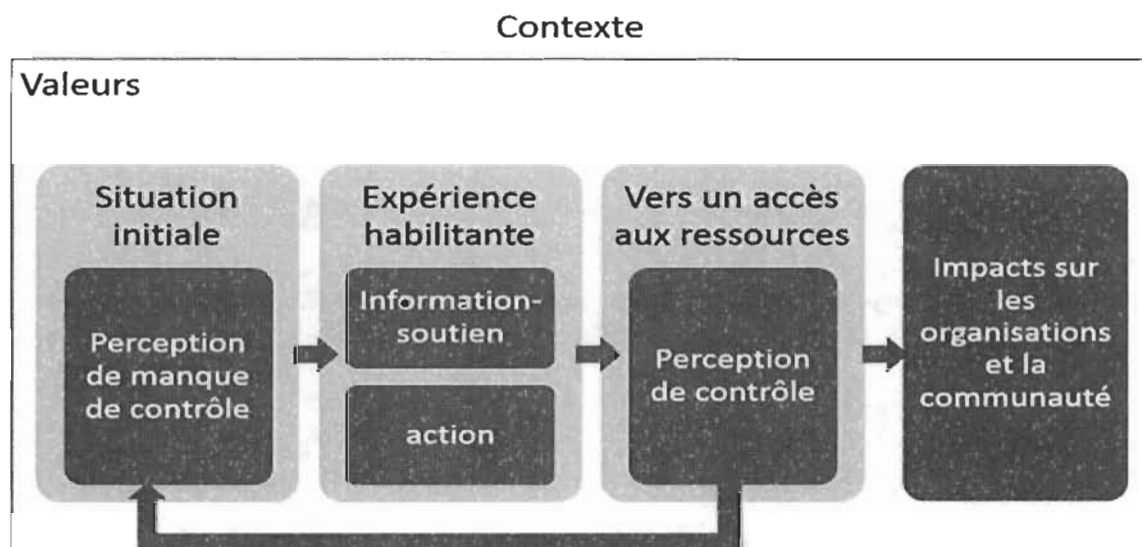 Contexte
Valeurs
Situation
initiale
Perception
de manque
de contrôle
Expérience
habilitante
Information-
soutien
action
Vers un accès
aux ressources
Perception
de contrôle
Impacts sur
les
organisations
et la
communauté